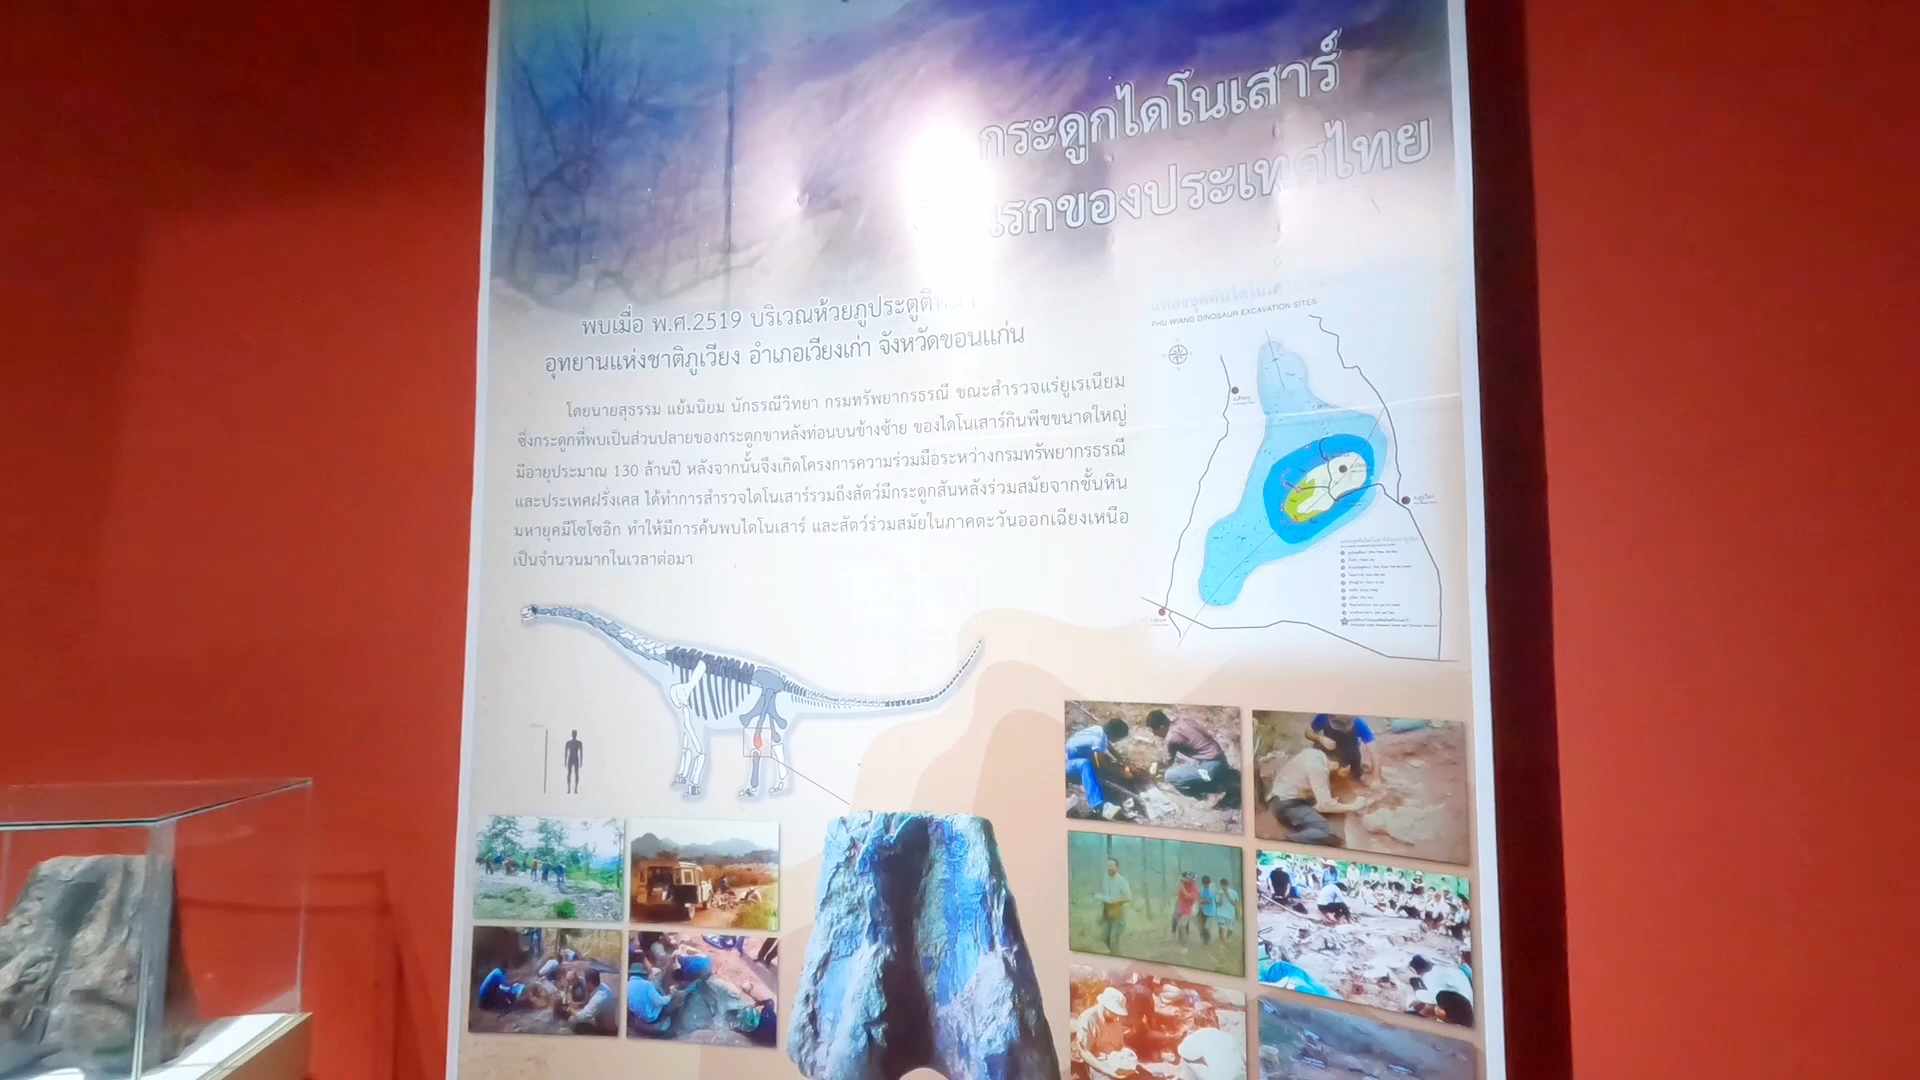 กระดูกไดโนเสาร์
แรกของประเทศไทย
พบเมื่อ พ.ศ.2519 บริเวณห้วยภูประตูตี
อุทยานแห่งชาติภูเวียง อำเภอเวียงเก่า จังหวัดขอนแก่น
โดยนายสุธรรม แย้มนิยม นักธรณีวิทยา กรมทรัพยากรธรณี ขณะสำรวจแร่ยูเรเนียม
ซึ่งกระดูกที่พบเป็นส่วนปลายของกระดูกขาหลังท่อนบนข้างซ้าย ของไดโนเสาร์กินพืชขนาดใหญ่
มีอายุประมาณ 130 ล้านปี หลังจากนั้นจึงเกิดโครงการความร่วมมือระหว่างกรมทรัพยากรธรณี
และประเทศฝรั่งเศส ได้ทำการสำรวจไดโนเสาร์รวมถึงสัตว์มีกระดูกสันหลังร่วมสมัยจากชั้นหิน
มหายุคมีโซโซอิก ทำให้มีการค้นพบไดโนเสาร์ และสัตว์ร่วมสมัยในภาคตะวันออกเฉียงเหนือ
เป็นจำนวนมากในเวลาต่อมา
PHU WIANG DINOSAUR EXCAVATION SITES